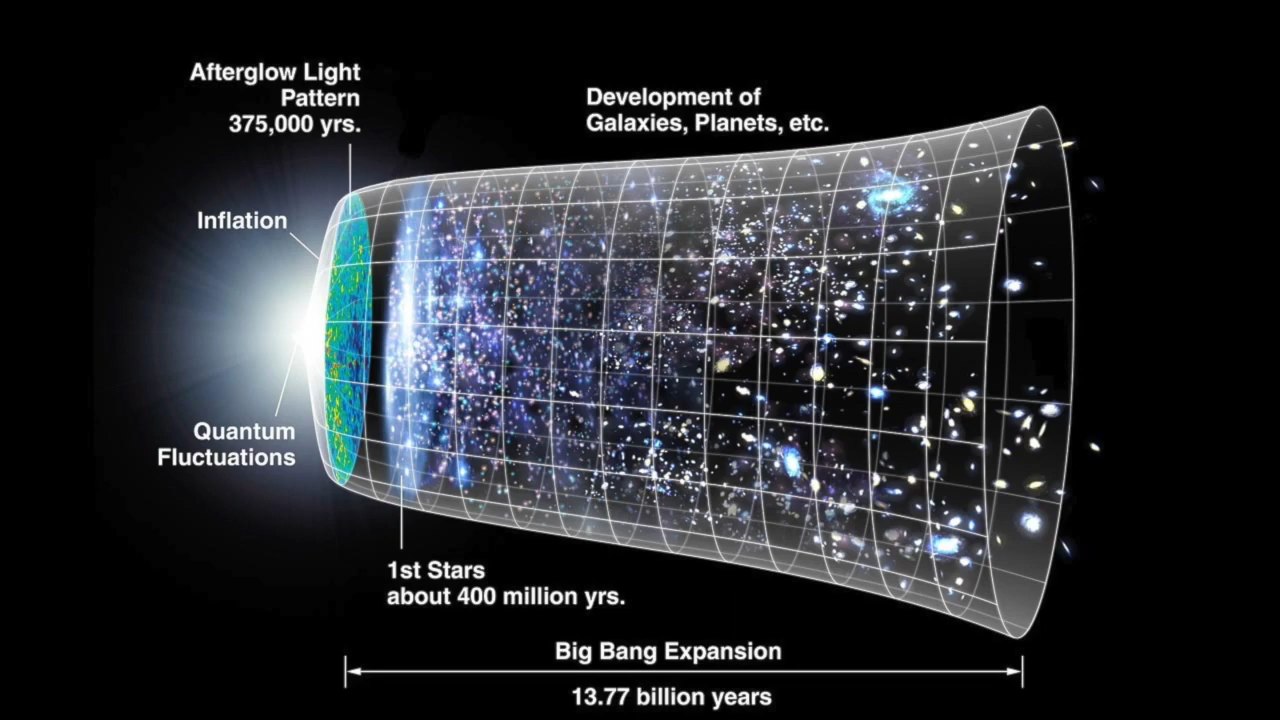 Afterglow Light
Pattern
375,000 yrs.
Development of
Galaxies, Planets, etc.
Inflation
Quantum
Fluctuations
1st Stars
about 400 million yrs.
Big Bang Expansion
13.77 billion years